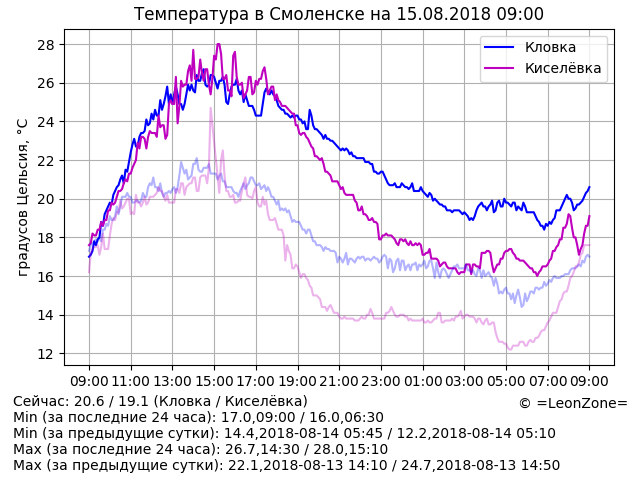 Температура в Смоленске на 15.08.2018 09:00
Кловка
Киселёвка
градусов Цельсия, °C
28
26
24
22
20
18
16
14
12
09:00 11:00 13:00 15:00 17:00 19:00 21:00 23:00 01:00 03:00 05:00 07:00 09:00
Сейчас: 20.6 / 19.1 (Кловка / Киселёвка)
© =LeonZone=
Min (за последние 24 часа): 17.0,09:00 / 16.0,06:30
Min (за предыдущие сутки): 14.4,2018-08-14 05:45 / 12.2,2018-08-14 05:10
Max (за последние 24 часа): 26.7,14:30 / 28.0,15:10
Max (за предыдущие сутки): 22.1,2018-08-13 14:10 / 24.7,2018-08-13 14:50